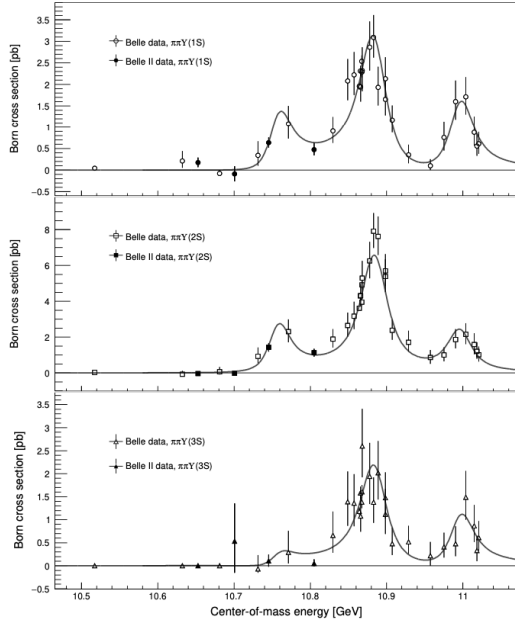 Born cross section [pb]
3.5
3
2.5
2
1.5
1
0.5
0
−0.5
Belle data, ππΥ(1S)
Belle II data, ππΥ(1S)
Born cross section [pb]
8
6
4
2
0
Belle data, ππΥ(2S)
Belle II data, ππΥ(2S)
Born cross section [pb]
3.5
3
2.5
2
1.5
1
0.5
0
−0.5
Belle data, ππΥ(3S)
Belle II data, ππΥ(3S)
10.5 10.6 10.7 10.8 10.9 11
Center-of-mass energy [GeV]